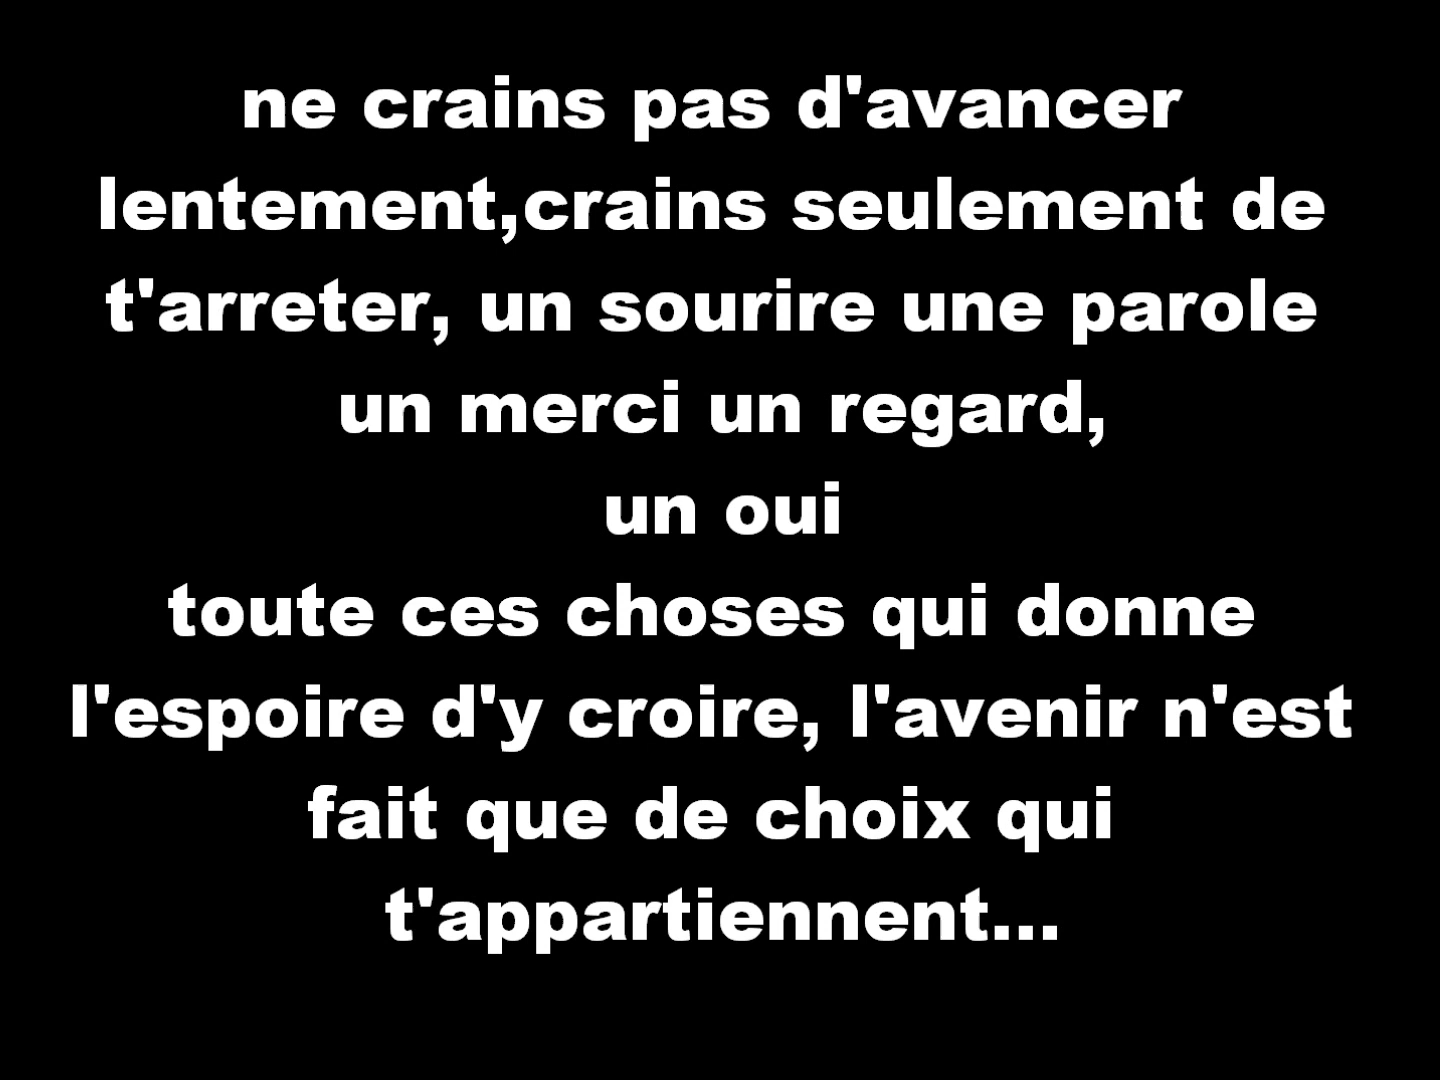 ne crains pas d'avancer
lentement,crains seulement de
t'arreter, un sourire une parole
un merci un regard,
un oui
toute ces choses qui donne
l'espoire d'y croire, l'avenir n'est
fait que de choix qui
t'appartiennent...